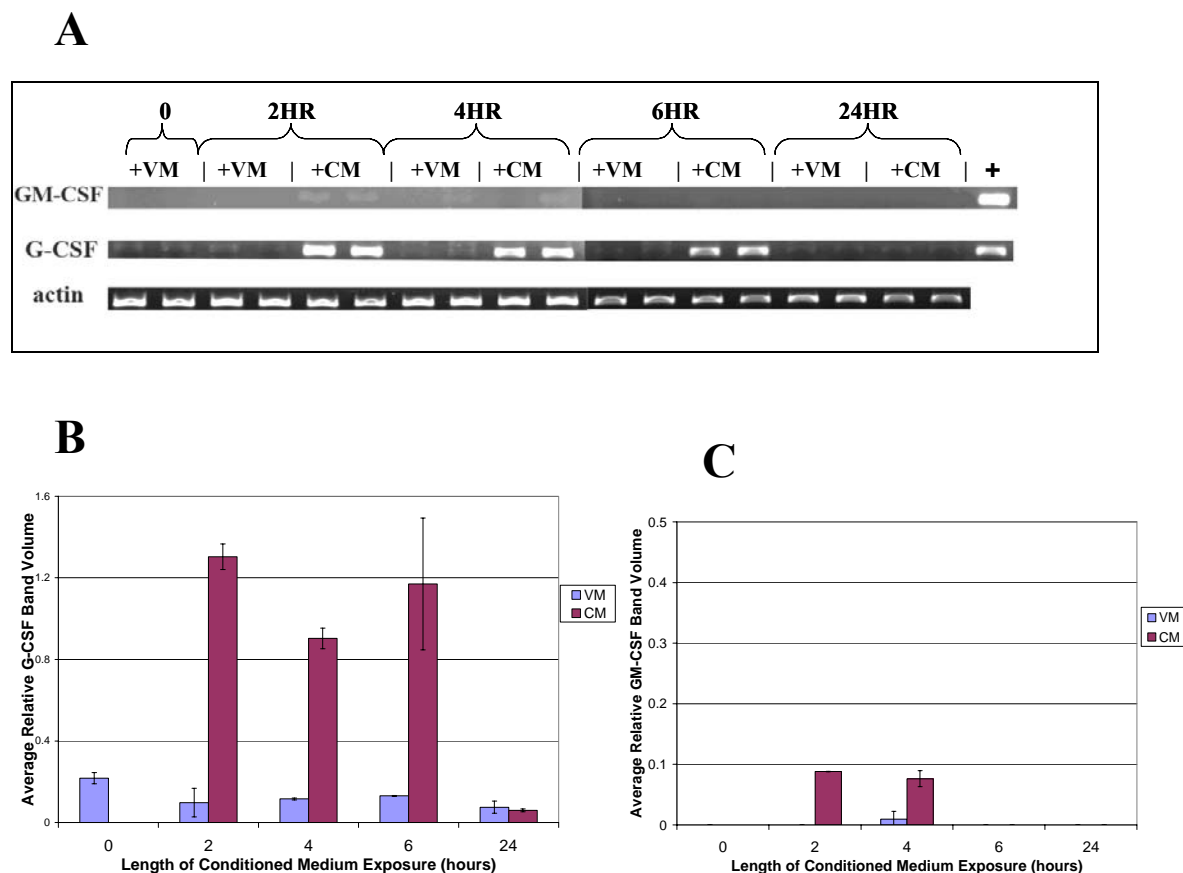 A
0 2HR 4HR 6HR 24HR
+VM | +VM | +CM | +VM | +CM | +VM | +CM | +VM | +CM | +
GM-CSF
G-CSF
actin
B
Average Relative G-CSF Band Volume
1.6
1.2
0.8
0.4
0
0 2 4 6 24
Length of Conditioned Medium Exposure (hours)
VM
CM
C
Average Relative GM-CSF Band Volume
0.5
0.4
0.3
0.2
0.1
0
0 2 4 6 24
Length of Conditioned Medium Exposure (hours)
VM
CM